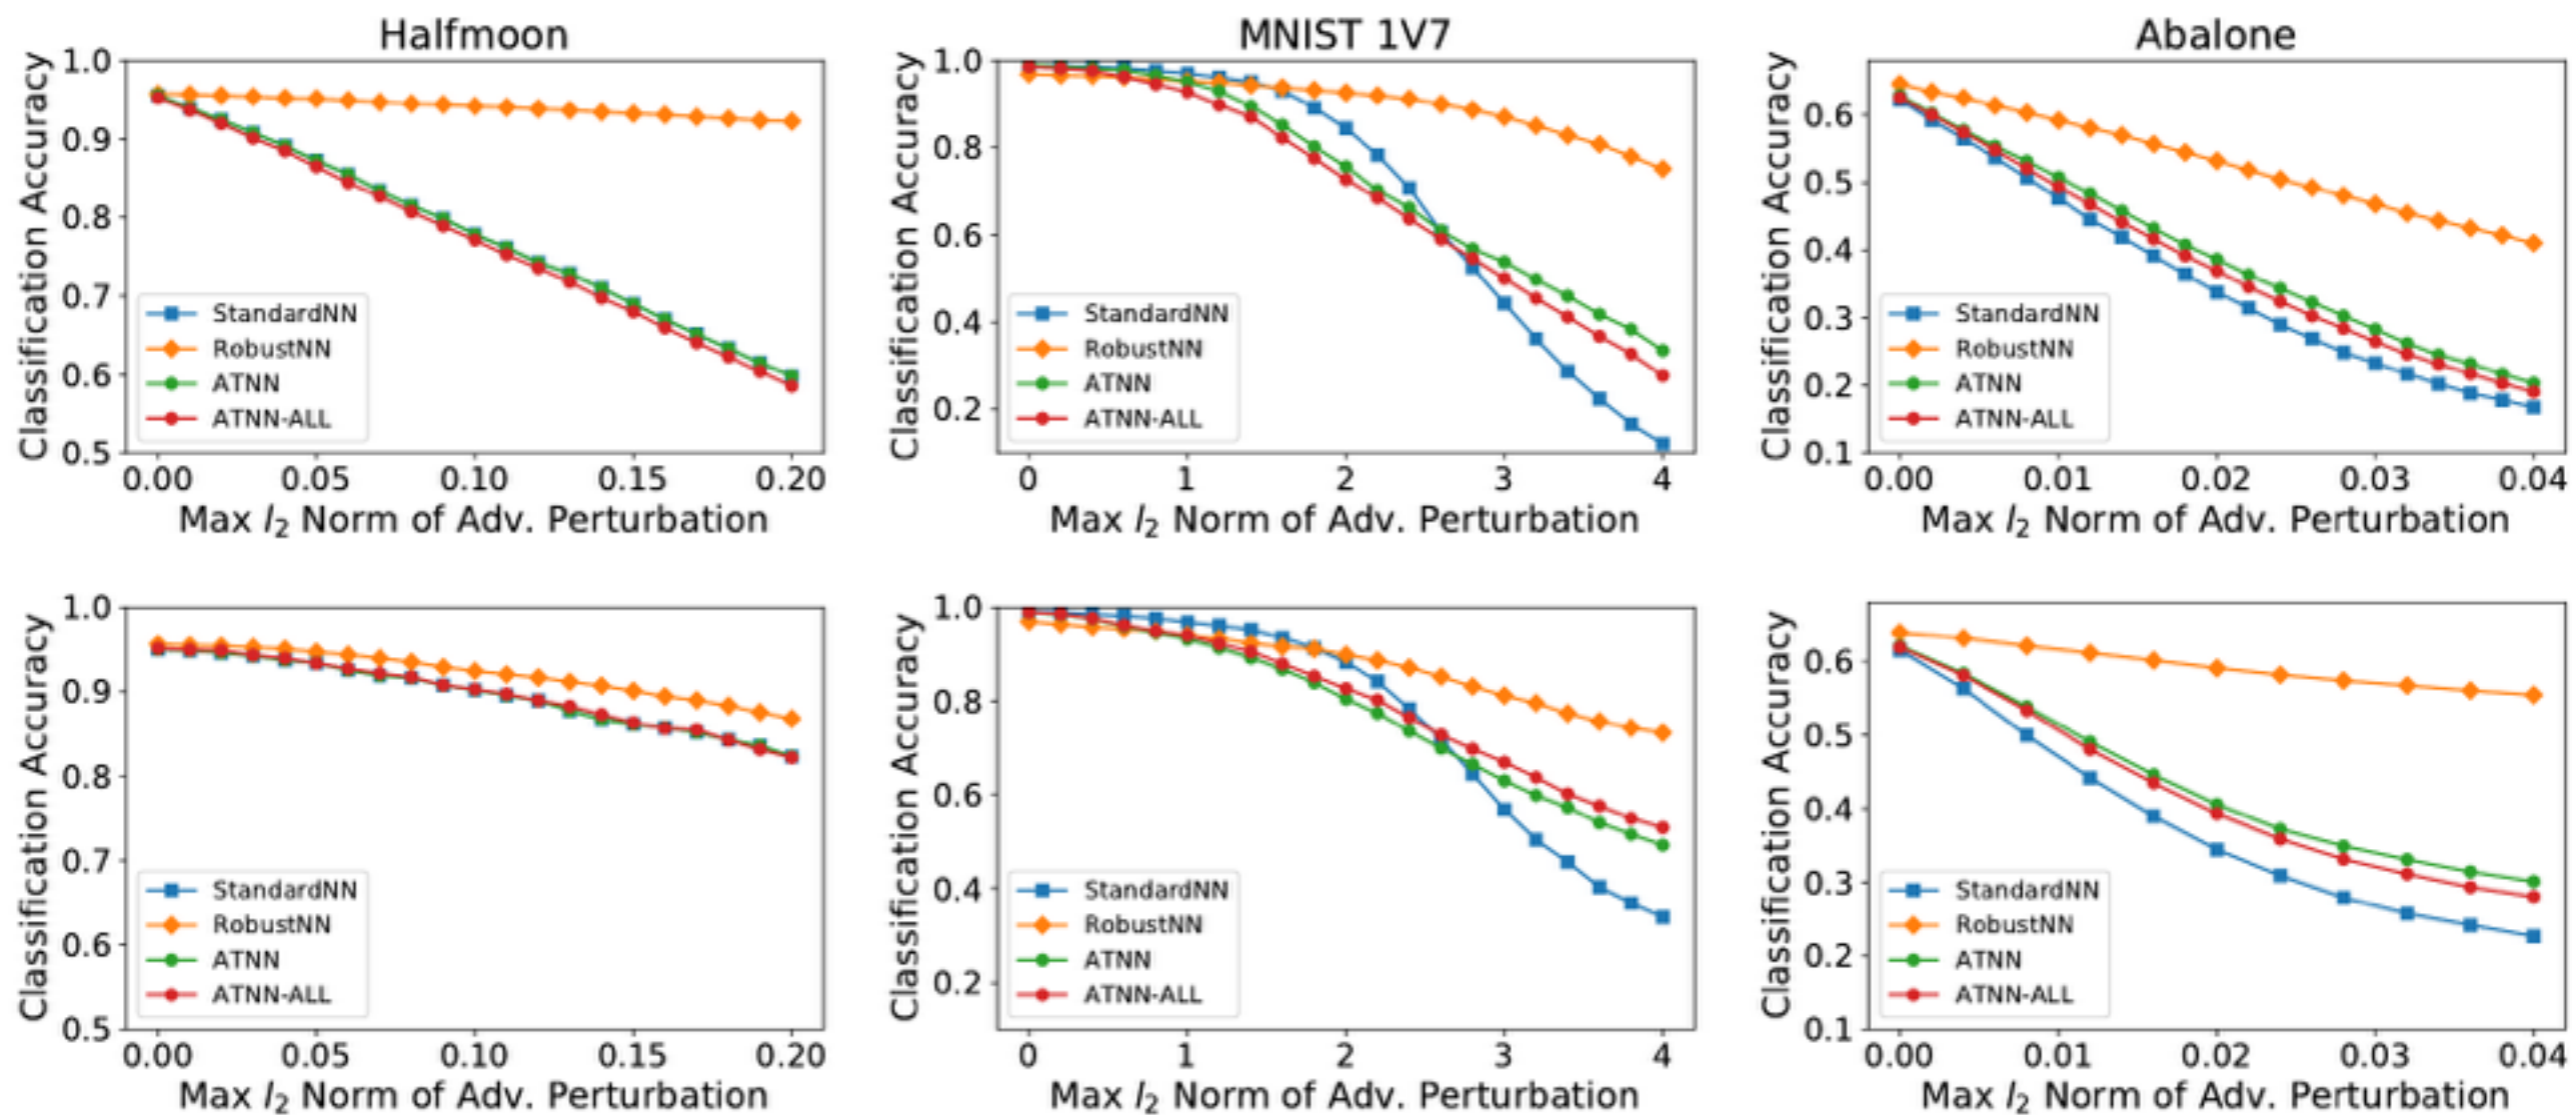 Halfmoon
Classification Accuracy
1.0
0.9
0.8
0.7
0.6
0.5
StandardNN
RobustNN
ATNN
ATNN-ALL
0.00 0.05 0.10 0.15 0.20
Max l2 Norm of Adv. Perturbation
MNIST 1V7
Classification Accuracy
1.0
0.8
0.6
0.4
0.2
StandardNN
RobustNN
ATNN
ATNN-ALL
0 1 2 3 4
Max l2 Norm of Adv. Perturbation
Abalone
Classification Accuracy
0.6
0.5
0.4
0.3
0.2
0.1
StandardNN
RobustNN
ATNN
ATNN-ALL
0.00 0.01 0.02 0.03 0.04
Max l2 Norm of Adv. Perturbation
Classification Accuracy
1.0
0.9
0.8
0.7
0.6
0.5
StandardNN
RobustNN
ATNN
ATNN-ALL
0.00 0.05 0.10 0.15 0.20
Max l2 Norm of Adv. Perturbation
Classification Accuracy
1.0
0.8
0.6
0.4
0.2
StandardNN
RobustNN
ATNN
ATNN-ALL
0 1 2 3 4
Max l2 Norm of Adv. Perturbation
Classification Accuracy
0.6
0.5
0.4
0.3
0.2
0.1
StandardNN
RobustNN
ATNN
ATNN-ALL
0.00 0.01 0.02 0.03 0.04
Max l2 Norm of Adv. Perturbation